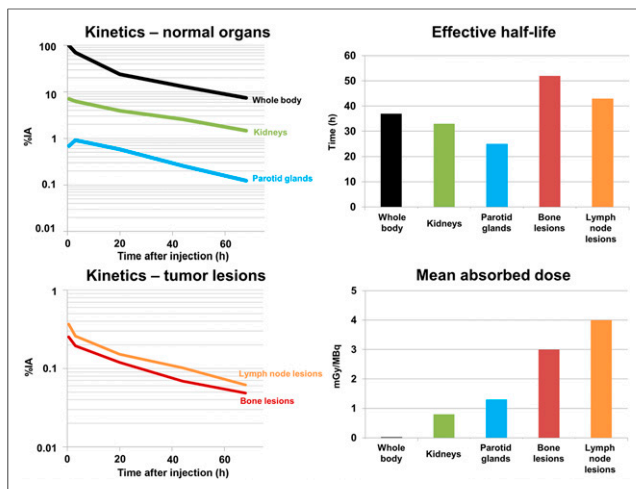 Kinetics – normal organs
100
10
1
0.1
0.01
%IA
Whole body
Kidneys
Parotid glands
0
20
40
60
Time after injection (h)
Effective half-life
60
50
40
30
20
10
0
Time (h)
Whole
body
Kidneys
Parotid
glands
Bone
lesions
Lymph
node
lesions
Kinetics – tumor lesions
1
0.1
0.01
%IA
Lymph node lesions
Bone lesions
0
20
40
60
Time after injection (h)
Mean absorbed dose
5
4
3
2
1
0
mGy/MBq
Whole
body
Kidneys
Parotid
glands
Bone
lesions
Lymph node
lesions